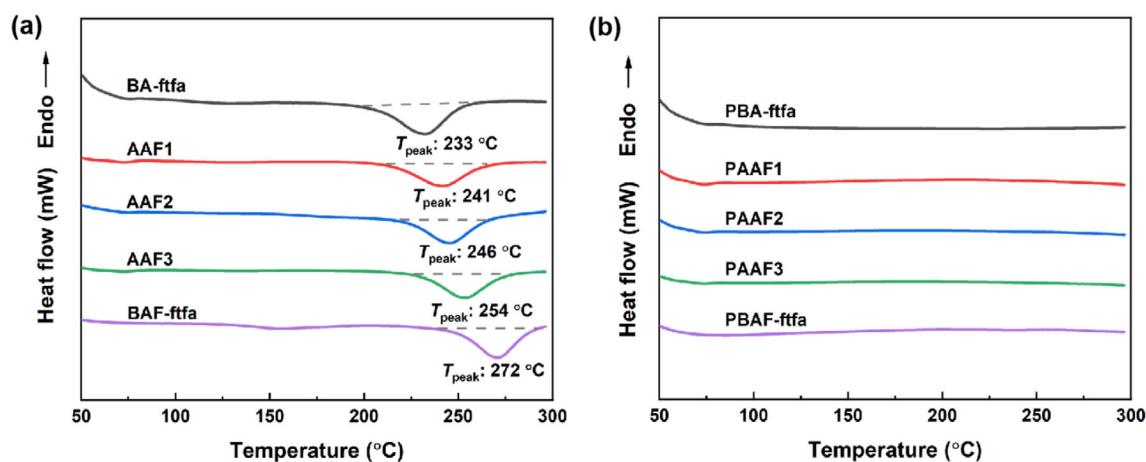 (a)
Heat flow (mW) Endo →
BA-ftfa
Tpeak: 233 °C
AAF1
Tpeak: 241 °C
AAF2
Tpeak: 246 °C
AAF3
Tpeak: 254 °C
BAF-ftfa
Tpeak: 272 °C
50 100 150 200 250 300
Temperature (°C)
(b)
Heat flow (mW) Endo →
PBA-ftfa
PAAF1
PAAF2
PAAF3
PBAF-ftfa
50 100 150 200 250 300
Temperature (°C)